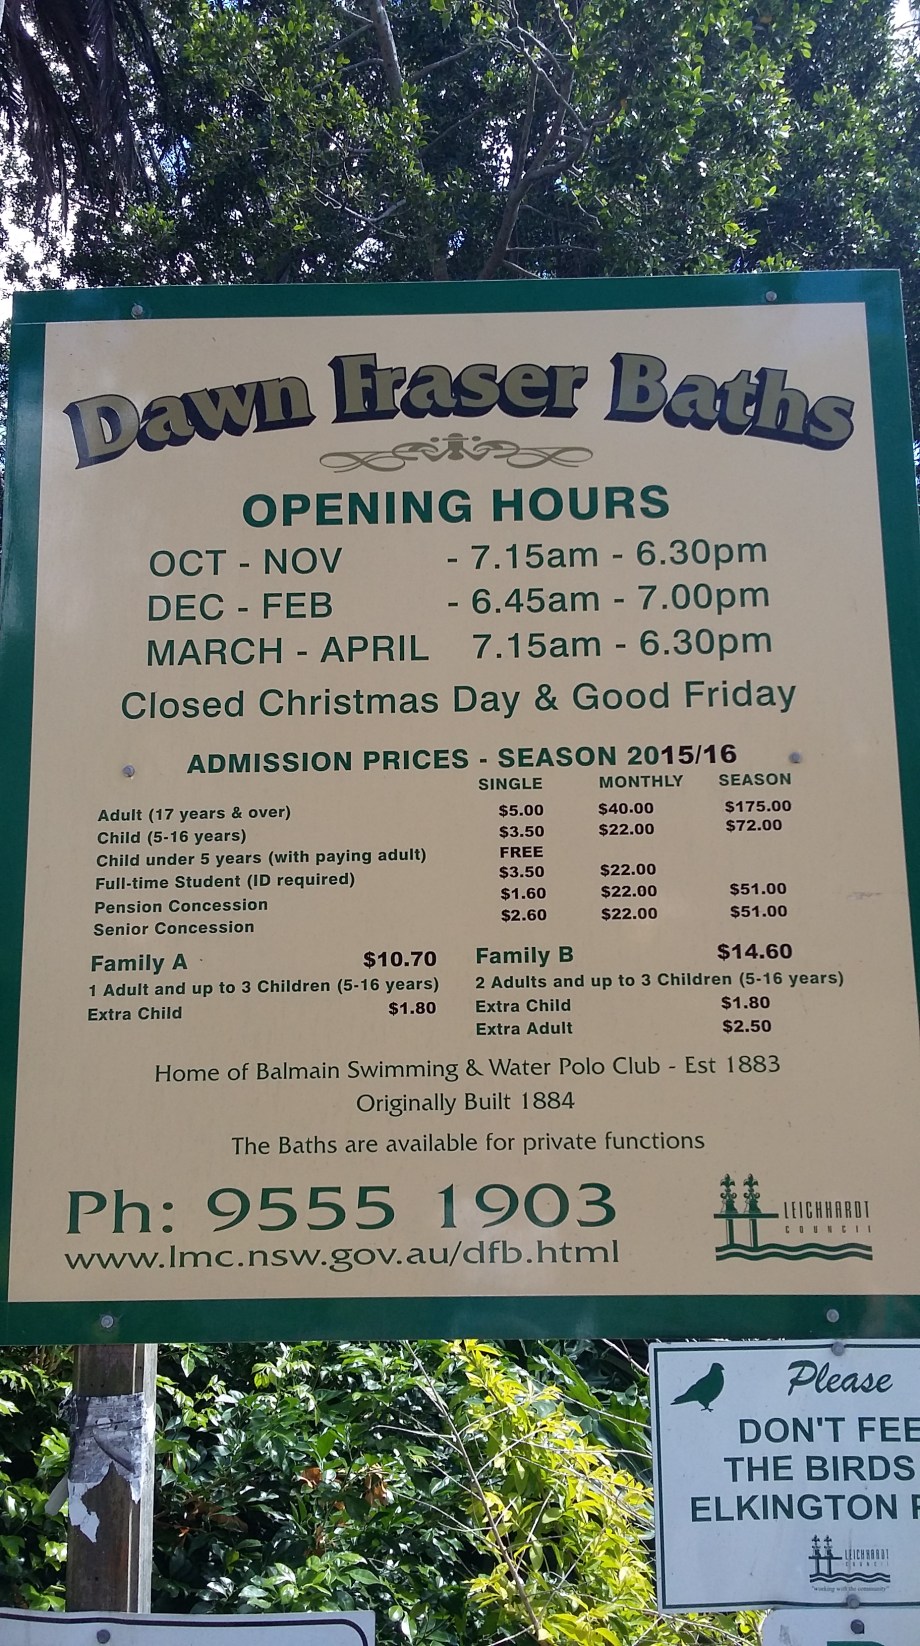 Dawn Fraser Baths
OPENING HOURS
OCT - NOV - 7.15am - 6.30pm
DEC - FEB - 6.45am - 7.00pm
MARCH - APRIL 7.15am - 6.30pm
Closed Christmas Day & Good Friday
ADMISSION PRICES - SEASON 2015/16
SINGLE MONTHLY SEASON
Adult (17 years & over) $5.00 $40.00 $175.00
Child (5-16 years) $3.50 $22.00 $72.00
Child under 5 years (with paying adult) FREE
Full-time Student (ID required) $3.50 $22.00
Pension Concession $1.60 $22.00 $51.00
Senior Concession $2.60 $22.00 $51.00
Family A $10.70 Family B $14.60
1 Adult and up to 3 Children (5-16 years) 2 Adults and up to 3 Children (5-16 years)
Extra Child $1.80 Extra Child $1.80
Extra Adult $2.50
Home of Balmain Swimming & Water Polo Club - Est 1883
Originally Built 1884
The Baths are available for private functions
Ph: 9555 1903
www.lmc.nsw.gov.au/dfb.html
LEICHHARDT
COUNCIL
Please
DON'T FEE
THE BIRDS
ELKINGTON
LEICHHARDT
COUNCIL
"working with the community"